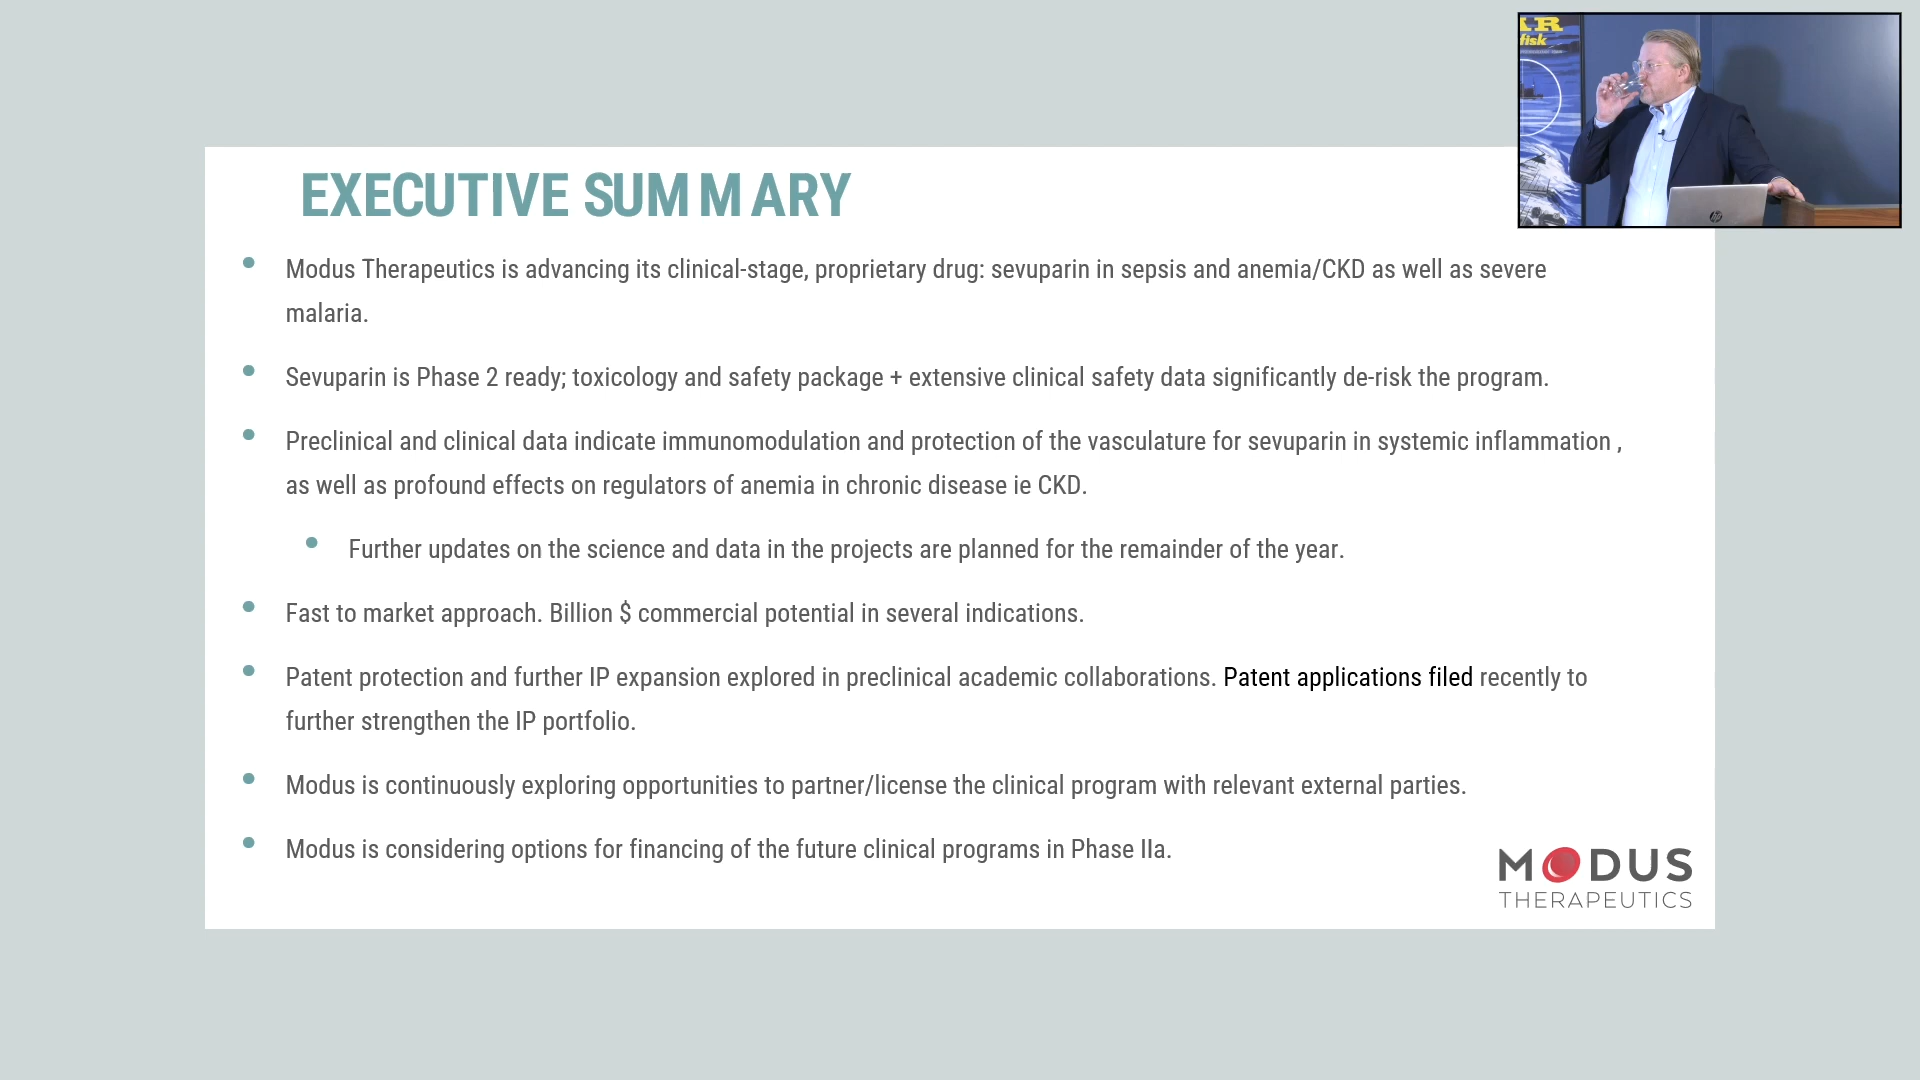 EXECUTIVE SUMMARY
• Modus Therapeutics is advancing its clinical-stage, proprietary drug: sevuparin in sepsis and anemia/CKD as well as severe
malaria.
• Sevuparin is Phase 2 ready; toxicology and safety package + extensive clinical safety data significantly de-risk the program.
• Preclinical and clinical data indicate immunomodulation and protection of the vasculature for sevuparin in systemic inflammation ,
as well as profound effects on regulators of anemia in chronic disease ie CKD.
• Further updates on the science and data in the projects are planned for the remainder of the year.
• Fast to market approach. Billion $ commercial potential in several indications.
• Patent protection and further IP expansion explored in preclinical academic collaborations. Patent applications filed recently to
further strengthen the IP portfolio.
• Modus is continuously exploring opportunities to partner/license the clinical program with relevant external parties.
• Modus is considering options for financing of the future clinical programs in Phase IIa.
MODUS
THERAPEUTICS
fisk
hp